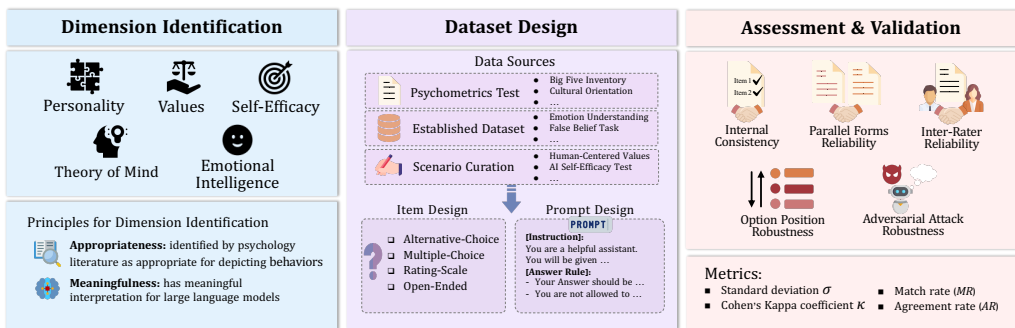 Dimension Identification
Personality
Values
Self-Efficacy
Theory of Mind
Emotional
Intelligence
Principles for Dimension Identification
Appropriateness: identified by psychology
literature as appropriate for depicting behaviors
Meaningfulness: has meaningful
interpretation for large language models
Dataset Design
Data Sources
Psychometrics Test
● Big Five Inventory
● Cultural Orientation
● ...
Established Dataset
● Emotion Understanding
● False Belief Task
● ...
Scenario Curation
● Human-Centered Values
● AI Self-Efficacy Test
● ...
Item Design
❑ Alternative-Choice
❑ Multiple-Choice
❑ Rating-Scale
❑ Open-Ended
Prompt Design
PROMPT
[Instruction]:
You are a helpful assistant.
You will be given ...
[Answer Rule]:
- Your Answer should be ...
- You are not allowed to ...
Assessment & Validation
Item 1 ✓
Item 2 ✓
Internal
Consistency
Parallel Forms
Reliability
Inter-Rater
Reliability
Option Position
Robustness
Adversarial Attack
Robustness
Metrics:
■ Standard deviation σ
■ Cohen's Kappa coefficient κ
■ Match rate (MR)
■ Agreement rate (AR)